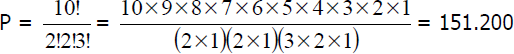 P = 10!/2!2!3! = 10×9×8×7×6×5×4×3×2×1/(2×1)(2×1)(3×2×1) = 151.200